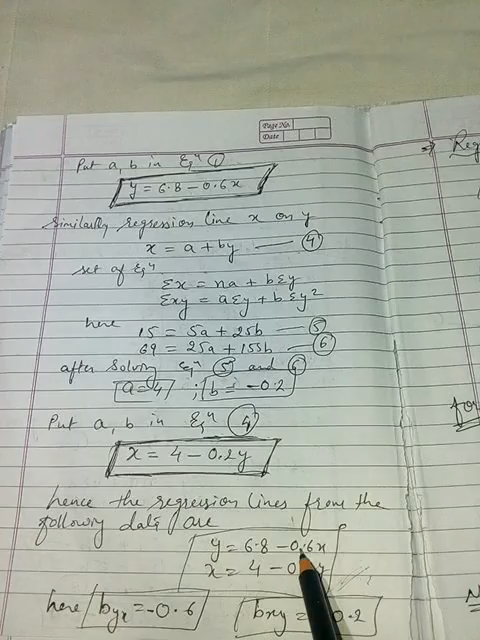 Page No.
Date
Put a, b in Eqⁿ ①
y = 6.8 - 0.6x
Similarly regression line x on y
x = a + by — ④
set of Eqⁿ
Σx = na + bΣy
Σxy = aΣy + bΣy²
here 15 = 5a + 25b — ⑤
69 = 25a + 155b — ⑥
after solving Eqⁿ ⑤ and ⑥
a = 4 ; b = -0.2
Put a, b in Eqⁿ ④
x = 4 - 0.2y
hence the regression lines from the
following data are
y = 6.8 - 0.6x
x = 4 - 0
here byx = -0.6 bxy = 0.2
⇒ Reg
for